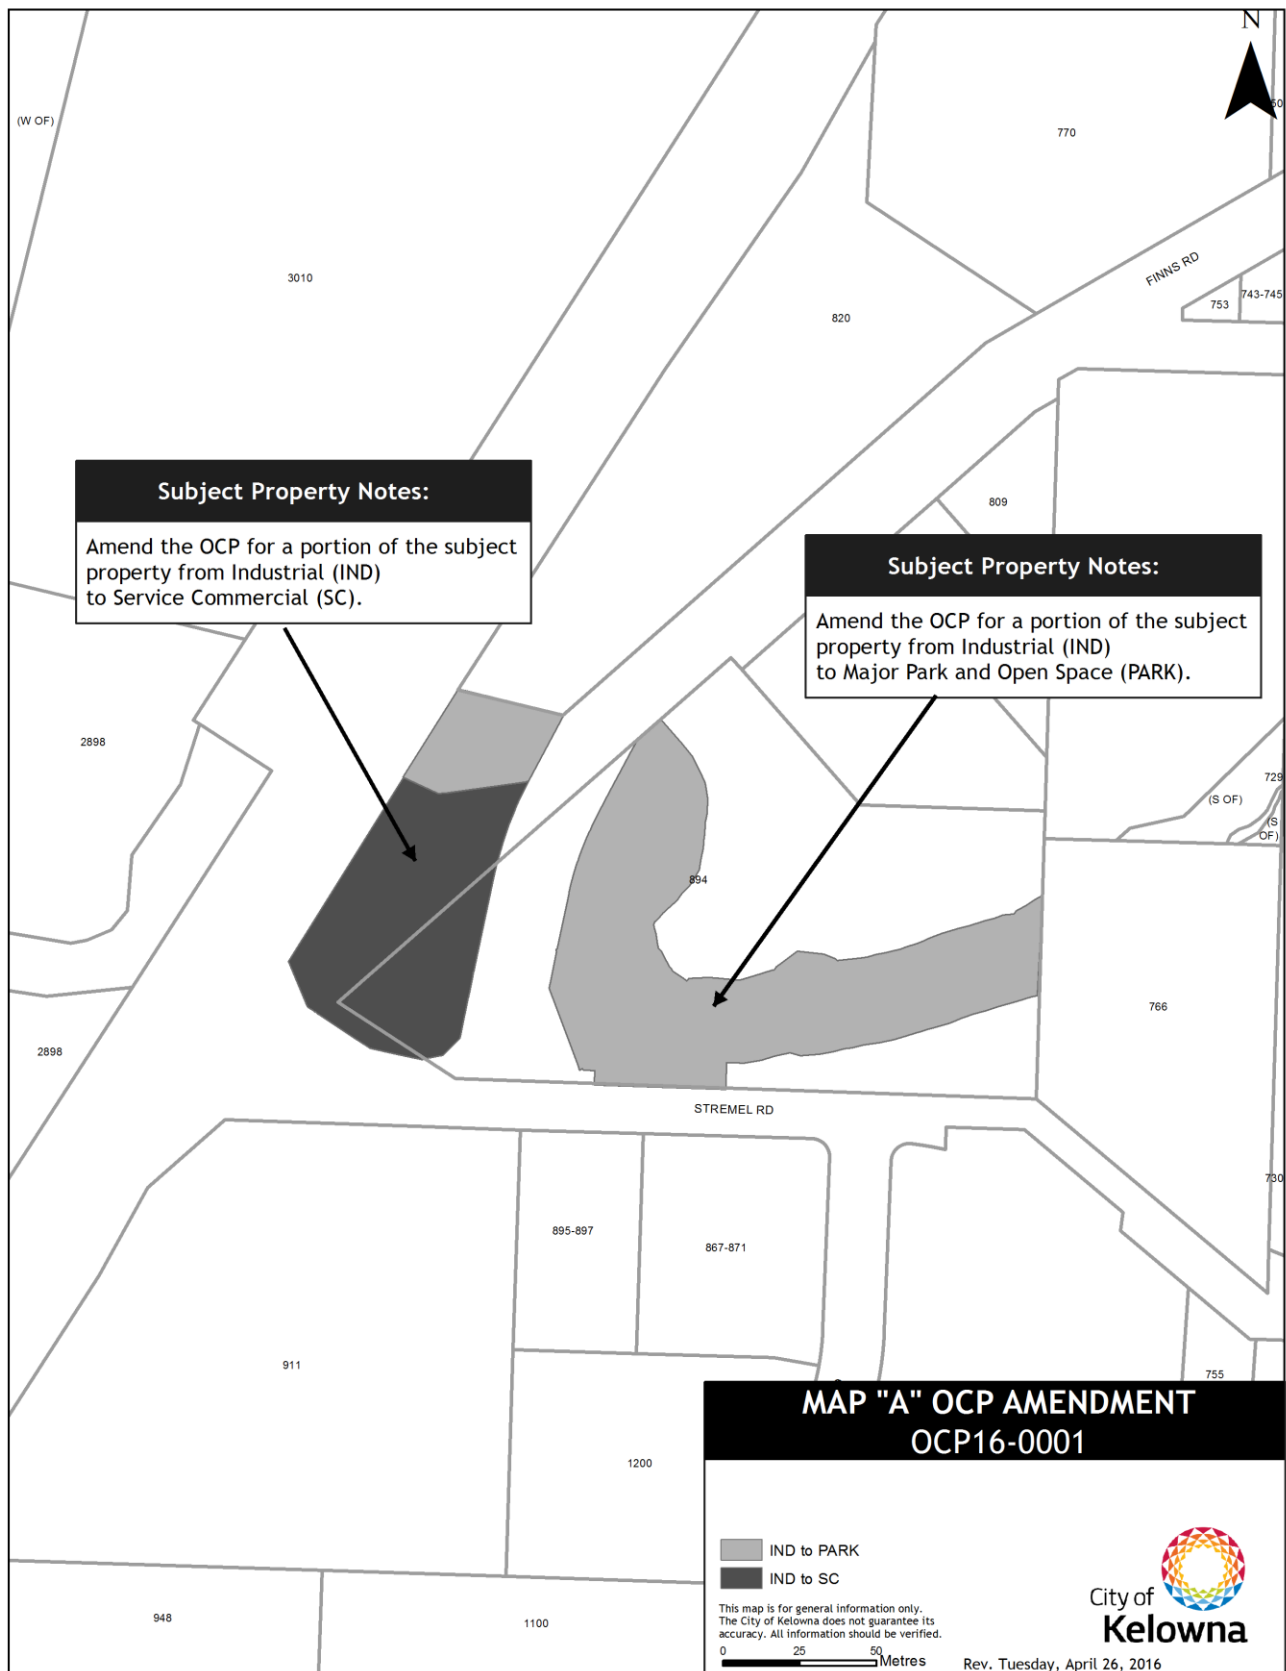 N
(W OF)
50
770
3010
FINNS RD
753
743-745
820
Subject Property Notes:
Amend the OCP for a portion of the subject
property from Industrial (IND)
to Service Commercial (SC).
809
Subject Property Notes:
Amend the OCP for a portion of the subject
property from Industrial (IND)
to Major Park and Open Space (PARK).
2898
729
(S OF)
(S
OF)
894
766
2898
STREMEL RD
730
895-897
867-871
911
755
1200
MAP "A" OCP AMENDMENT
OCP16-0001
IND to PARK
IND to SC
This map is for general information only.
The City of Kelowna does not guarantee its
accuracy. All information should be verified.
0 25 50 Metres
City of
Kelowna
Rev. Tuesday, April 26, 2016
948
1100